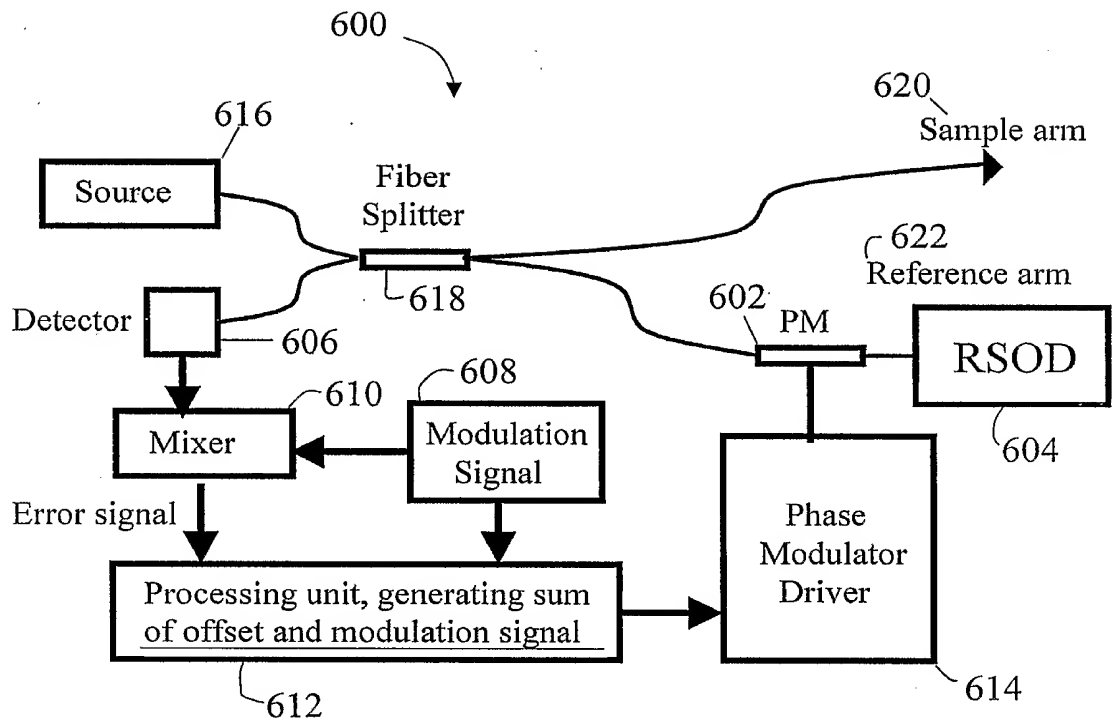 600
620
Sample arm
616
Source
Fiber
Splitter
618
622
Reference arm
Detector
606
602
PM
RSOD
604
610
608
Mixer
Modulation
Signal
Error signal
Phase
Modulator
Driver
Processing unit, generating sum
of offset and modulation signal
612
614